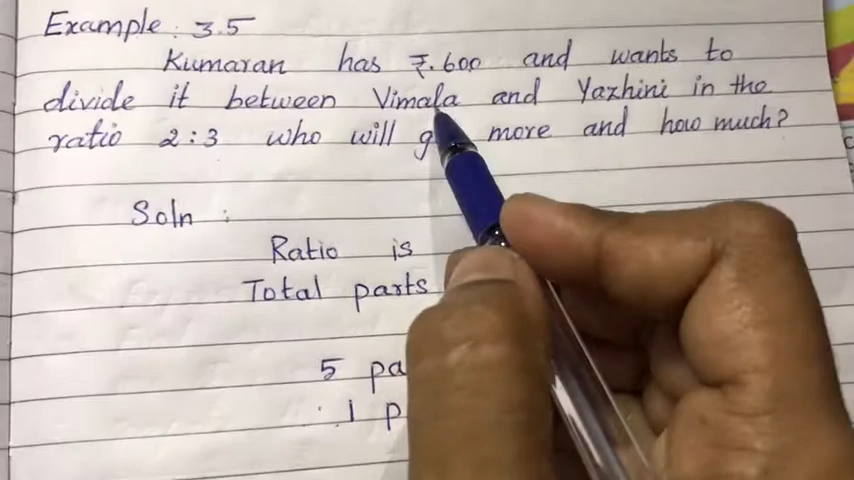 Example : 3.5
Kumaran has ₹.600 and wants to
divide it between Vimala and Yazhini in the
ratio 2:3 who will more and how much?
Soln :
Ratio is
Total parts
5
1